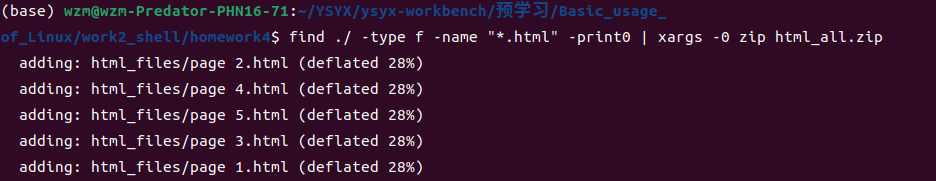 (base) wzm@wzm-Predator-PHN16-71:~/YSYX/ysyx-workbench/预学习/Basic_usage_
of_Linux/work2_shell/homework4$ find ./ -type f -name "*.html" -print0 | xargs -0 zip html_all.zip
  adding: html_files/page 2.html (deflated 28%)
  adding: html_files/page 4.html (deflated 28%)
  adding: html_files/page 5.html (deflated 28%)
  adding: html_files/page 3.html (deflated 28%)
  adding: html_files/page 1.html (deflated 28%)